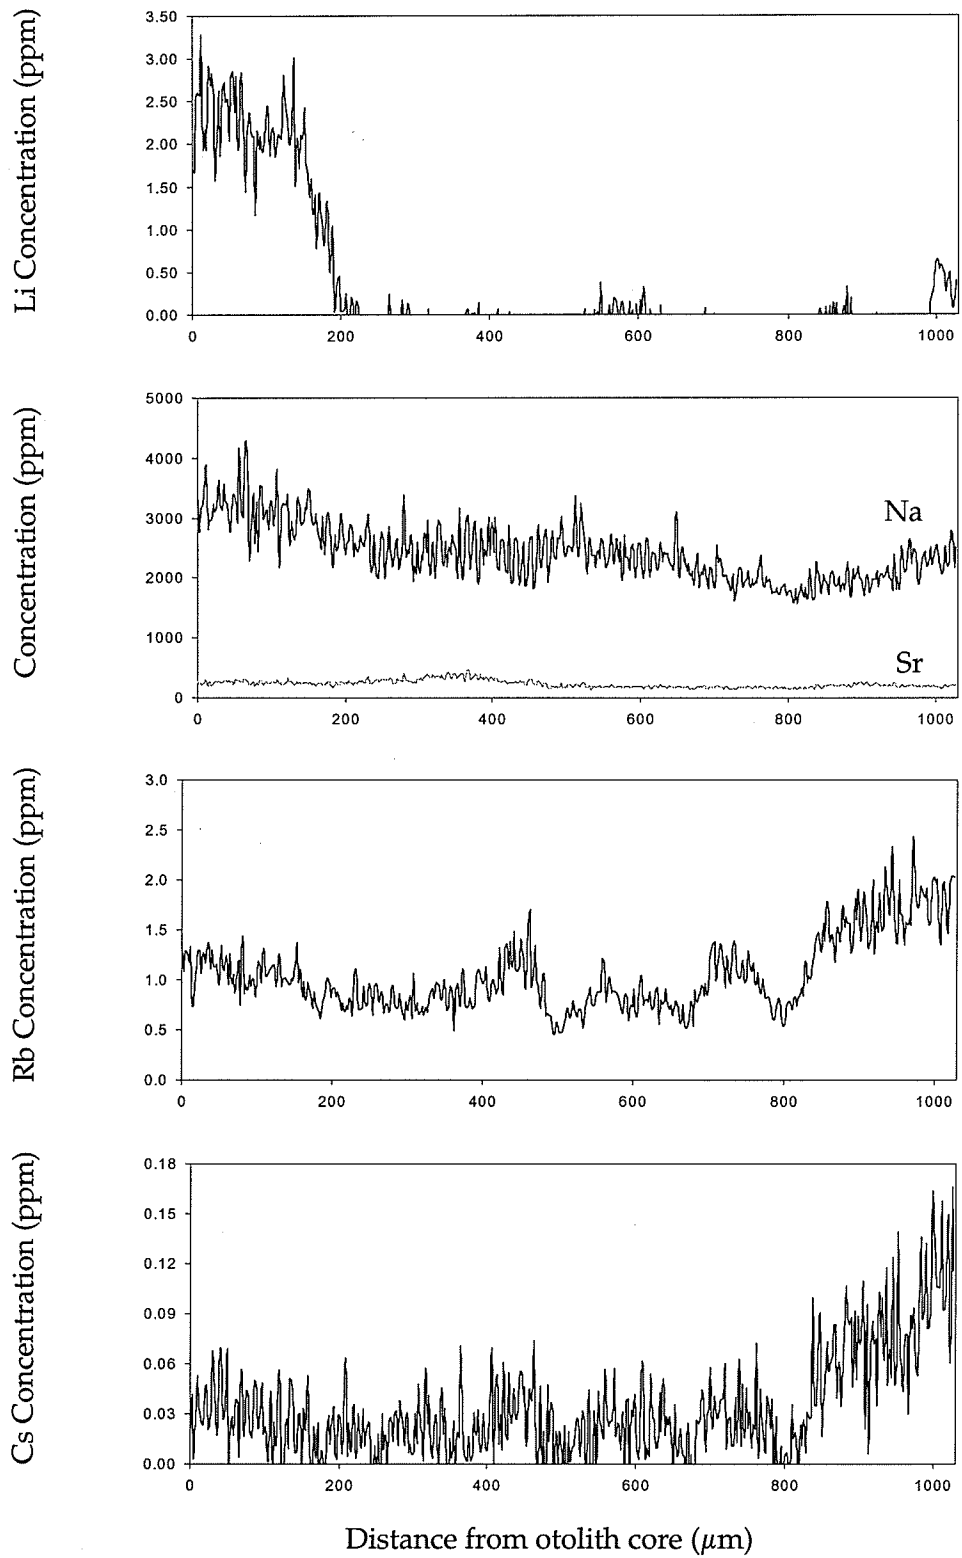 Li Concentration (ppm)
3.50
3.00
2.50
2.00
1.50
1.00
0.50
0.00
0 200 400 600 800 1000
Concentration (ppm)
5000
4000
3000
2000
1000
0
Na
Sr
0 200 400 600 800 1000
Rb Concentration (ppm)
3.0
2.5
2.0
1.5
1.0
0.5
0.0
0 200 400 600 800 1000
Cs Concentration (ppm)
0.18
0.15
0.12
0.09
0.06
0.03
0.00
0 200 400 600 800 1000
Distance from otolith core (μm)